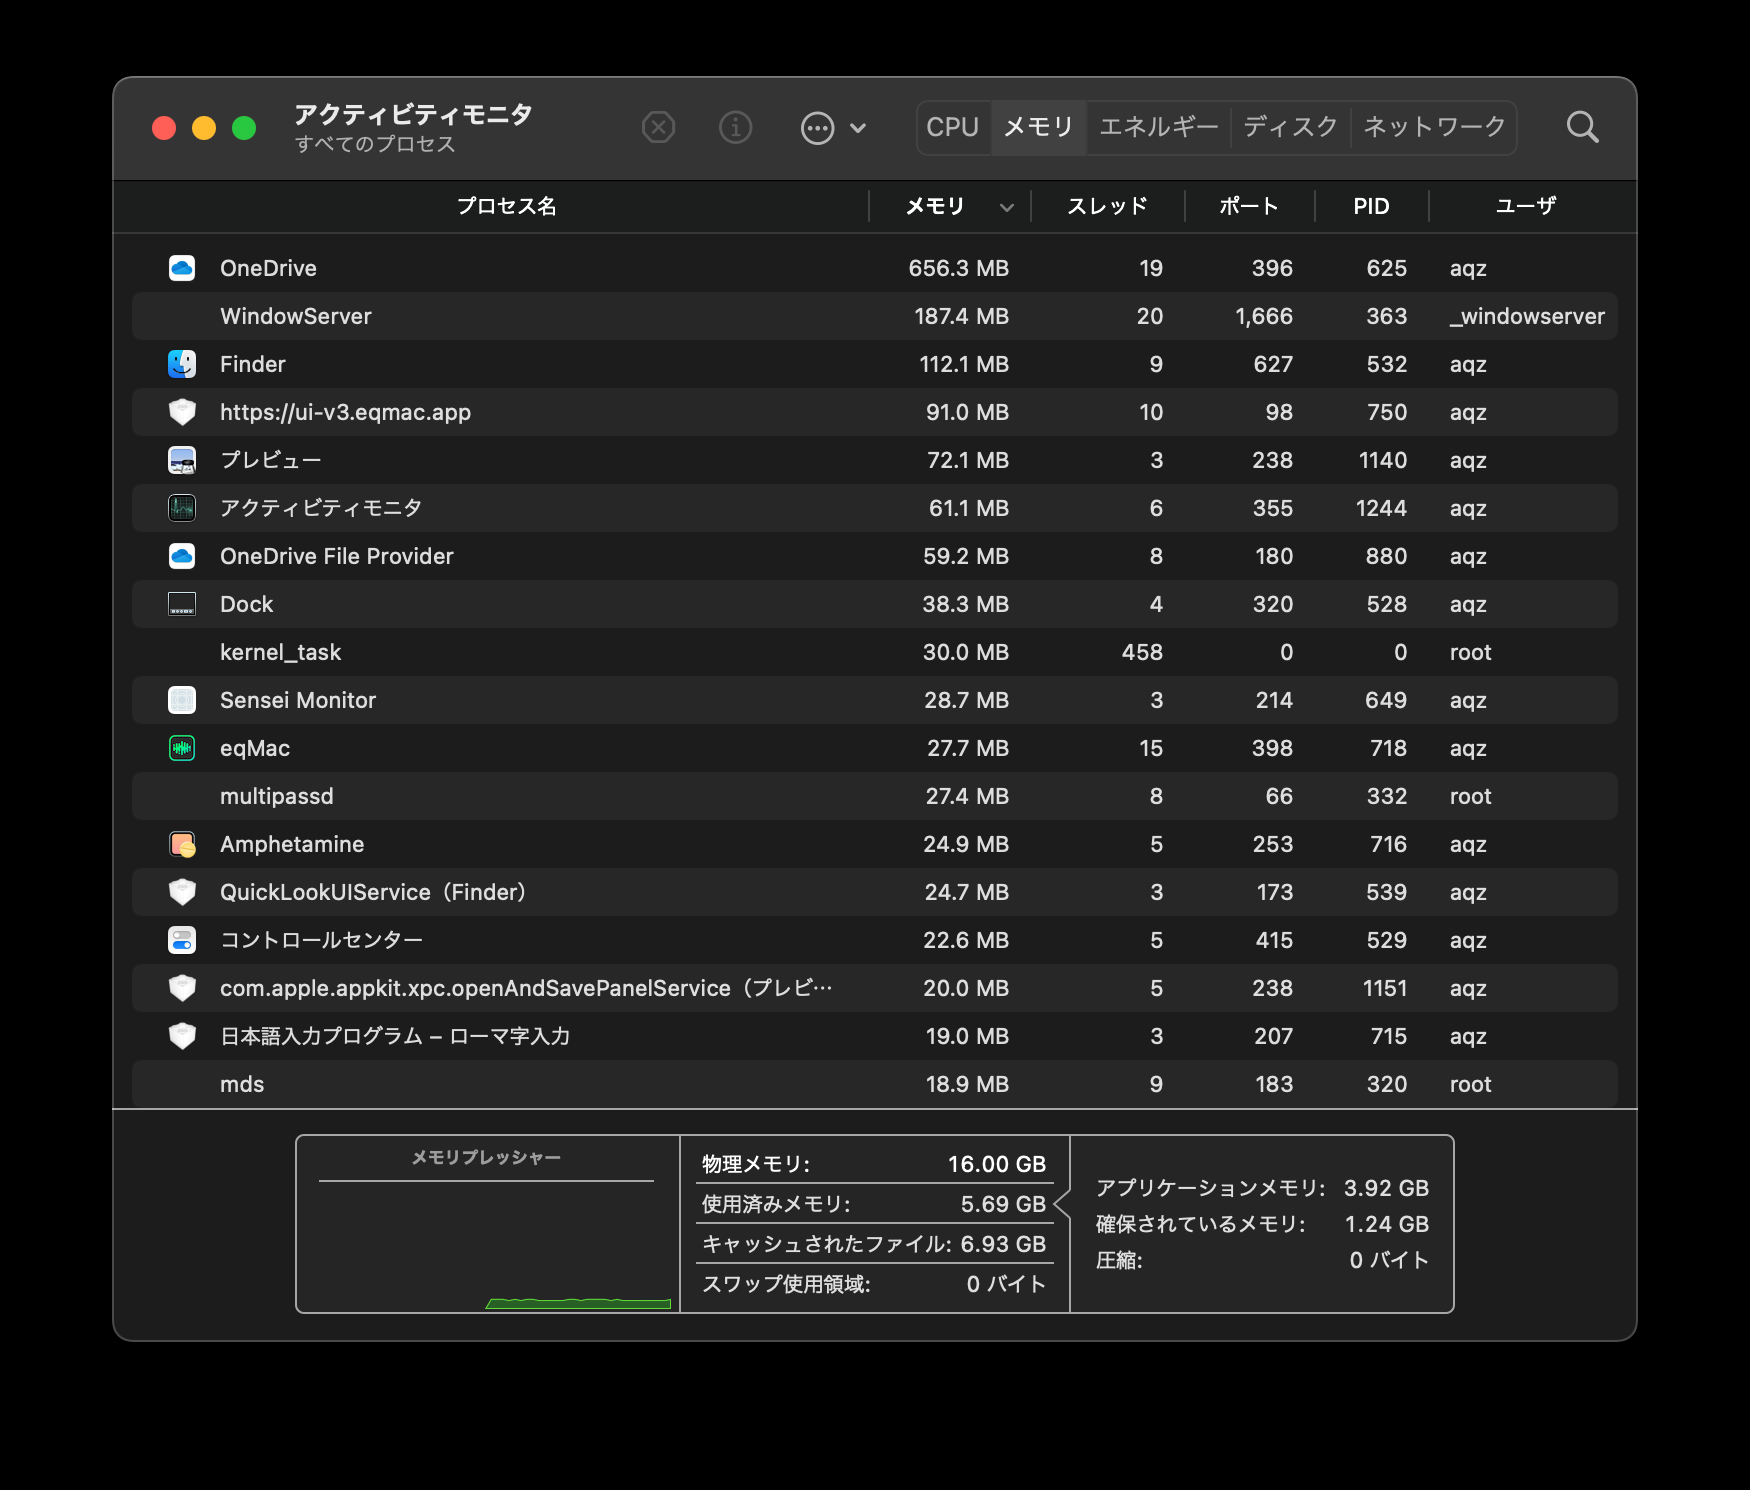 アクティビティモニタ
すべてのプロセス
CPU メモリ エネルギー ディスク ネットワーク
プロセス名 メモリ スレッド ポート PID ユーザ
OneDrive 656.3 MB 19 396 625 aqz
WindowServer 187.4 MB 20 1,666 363 _windowserver
Finder 112.1 MB 9 627 532 aqz
https://ui-v3.eqmac.app 91.0 MB 10 98 750 aqz
プレビュー 72.1 MB 3 238 1140 aqz
アクティビティモニタ 61.1 MB 6 355 1244 aqz
OneDrive File Provider 59.2 MB 8 180 880 aqz
Dock 38.3 MB 4 320 528 aqz
kernel_task 30.0 MB 458 0 0 root
Sensei Monitor 28.7 MB 3 214 649 aqz
eqMac 27.7 MB 15 398 718 aqz
multipassd 27.4 MB 8 66 332 root
Amphetamine 24.9 MB 5 253 716 aqz
QuickLookUIService（Finder） 24.7 MB 3 173 539 aqz
コントロールセンター 22.6 MB 5 415 529 aqz
com.apple.appkit.xpc.openAndSavePanelService（プレビ… 20.0 MB 5 238 1151 aqz
日本語入力プログラム – ローマ字入力 19.0 MB 3 207 715 aqz
mds 18.9 MB 9 183 320 root
メモリプレッシャー
物理メモリ: 16.00 GB
使用済みメモリ: 5.69 GB
キャッシュされたファイル: 6.93 GB
スワップ使用領域: 0 バイト
アプリケーションメモリ: 3.92 GB
確保されているメモリ: 1.24 GB
圧縮: 0 バイト